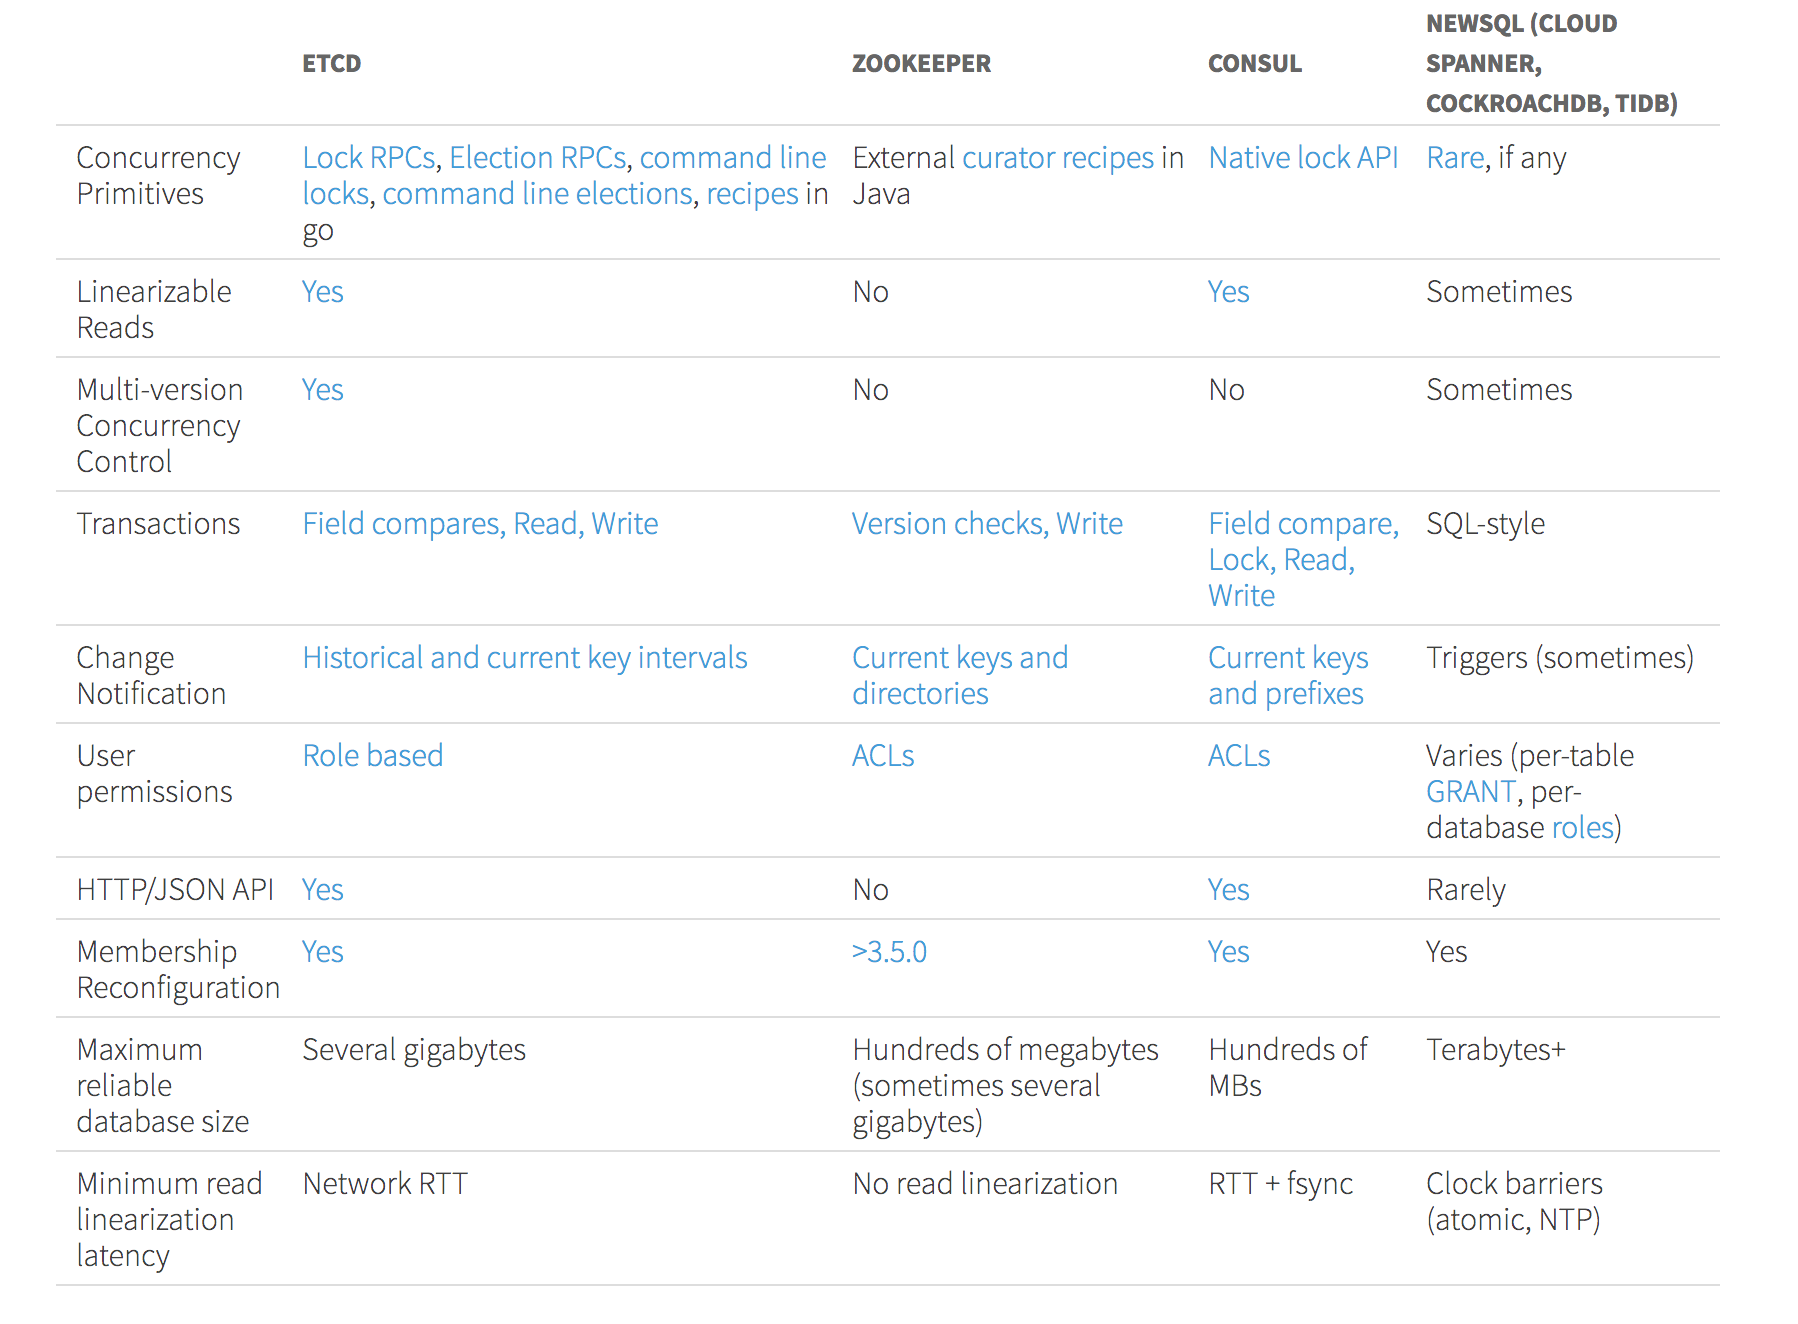 NEWSQL (CLOUD
SPANNER,
COCKROACHDB, TIDB)
ETCD
ZOOKEEPER
CONSUL
Concurrency
Primitives
Lock RPCs, Election RPCs, command line
locks, command line elections, recipes in
go
External curator recipes in
Java
Native lock API
Rare, if any
Linearizable
Reads
Yes
No
Yes
Sometimes
Multi-version
Concurrency
Control
Yes
No
No
Sometimes
Transactions
Field compares, Read, Write
Version checks, Write
Field compare,
Lock, Read,
Write
SQL-style
Change
Notification
Historical and current key intervals
Current keys and
directories
Current keys
and prefixes
Triggers (sometimes)
User
permissions
Role based
ACLs
ACLs
Varies (per-table
GRANT, per-
database roles)
HTTP/JSON API
Yes
No
Yes
Rarely
Membership
Reconfiguration
Yes
>3.5.0
Yes
Yes
Maximum
reliable
database size
Several gigabytes
Hundreds of megabytes
(sometimes several
gigabytes)
Hundreds of
MBs
Terabytes+
Minimum read
linearization
latency
Network RTT
No read linearization
RTT + fsync
Clock barriers
(atomic, NTP)